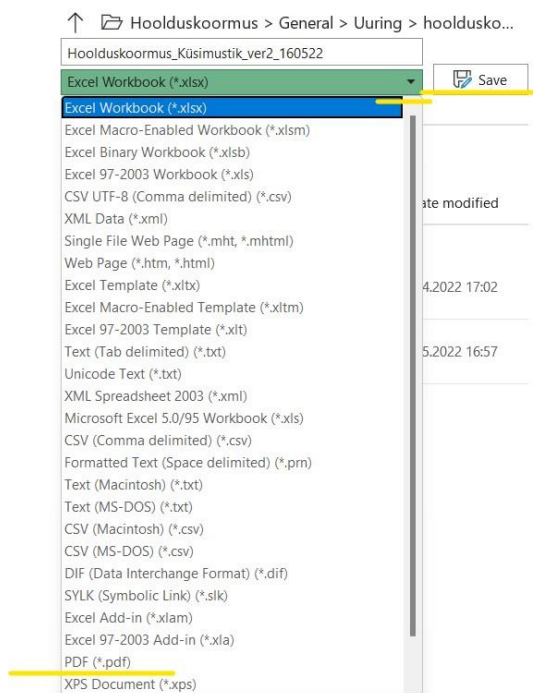 Hoolduskoormus > General > Uuring > hooldusko...
Hoolduskoormus_Küsimustik_ver2_160522
Excel Workbook (*.xlsx)
Save
Excel Workbook (*.xlsx)
Excel Macro-Enabled Workbook (*.xlsm)
Excel Binary Workbook (*.xlsb)
Excel 97-2003 Workbook (*.xls)
CSV UTF-8 (Comma delimited) (*.csv)
ate modified
XML Data (*.xml)
Single File Web Page (*.mht, *.mhtml)
Web Page (*.htm, *.html)
Excel Template (*.xltx)
4.2022 17:02
Excel Macro-Enabled Template (*.xltm)
Excel 97-2003 Template (*.xlt)
Text (Tab delimited) (*.txt)
5.2022 16:57
Unicode Text (*.txt)
XML Spreadsheet 2003 (*.xml)
Microsoft Excel 5.0/95 Workbook (*.xls)
CSV (Comma delimited) (*.csv)
Formatted Text (Space delimited) (*.prn)
Text (Macintosh) (*.txt)
Text (MS-DOS) (*.txt)
CSV (Macintosh) (*.csv)
CSV (MS-DOS) (*.csv)
DIF (Data Interchange Format) (*.dif)
SYLK (Symbolic Link) (*.slk)
Excel Add-in (*.xlam)
Excel 97-2003 Add-in (*.xla)
PDF (*.pdf)
XPS Document (*.xps)